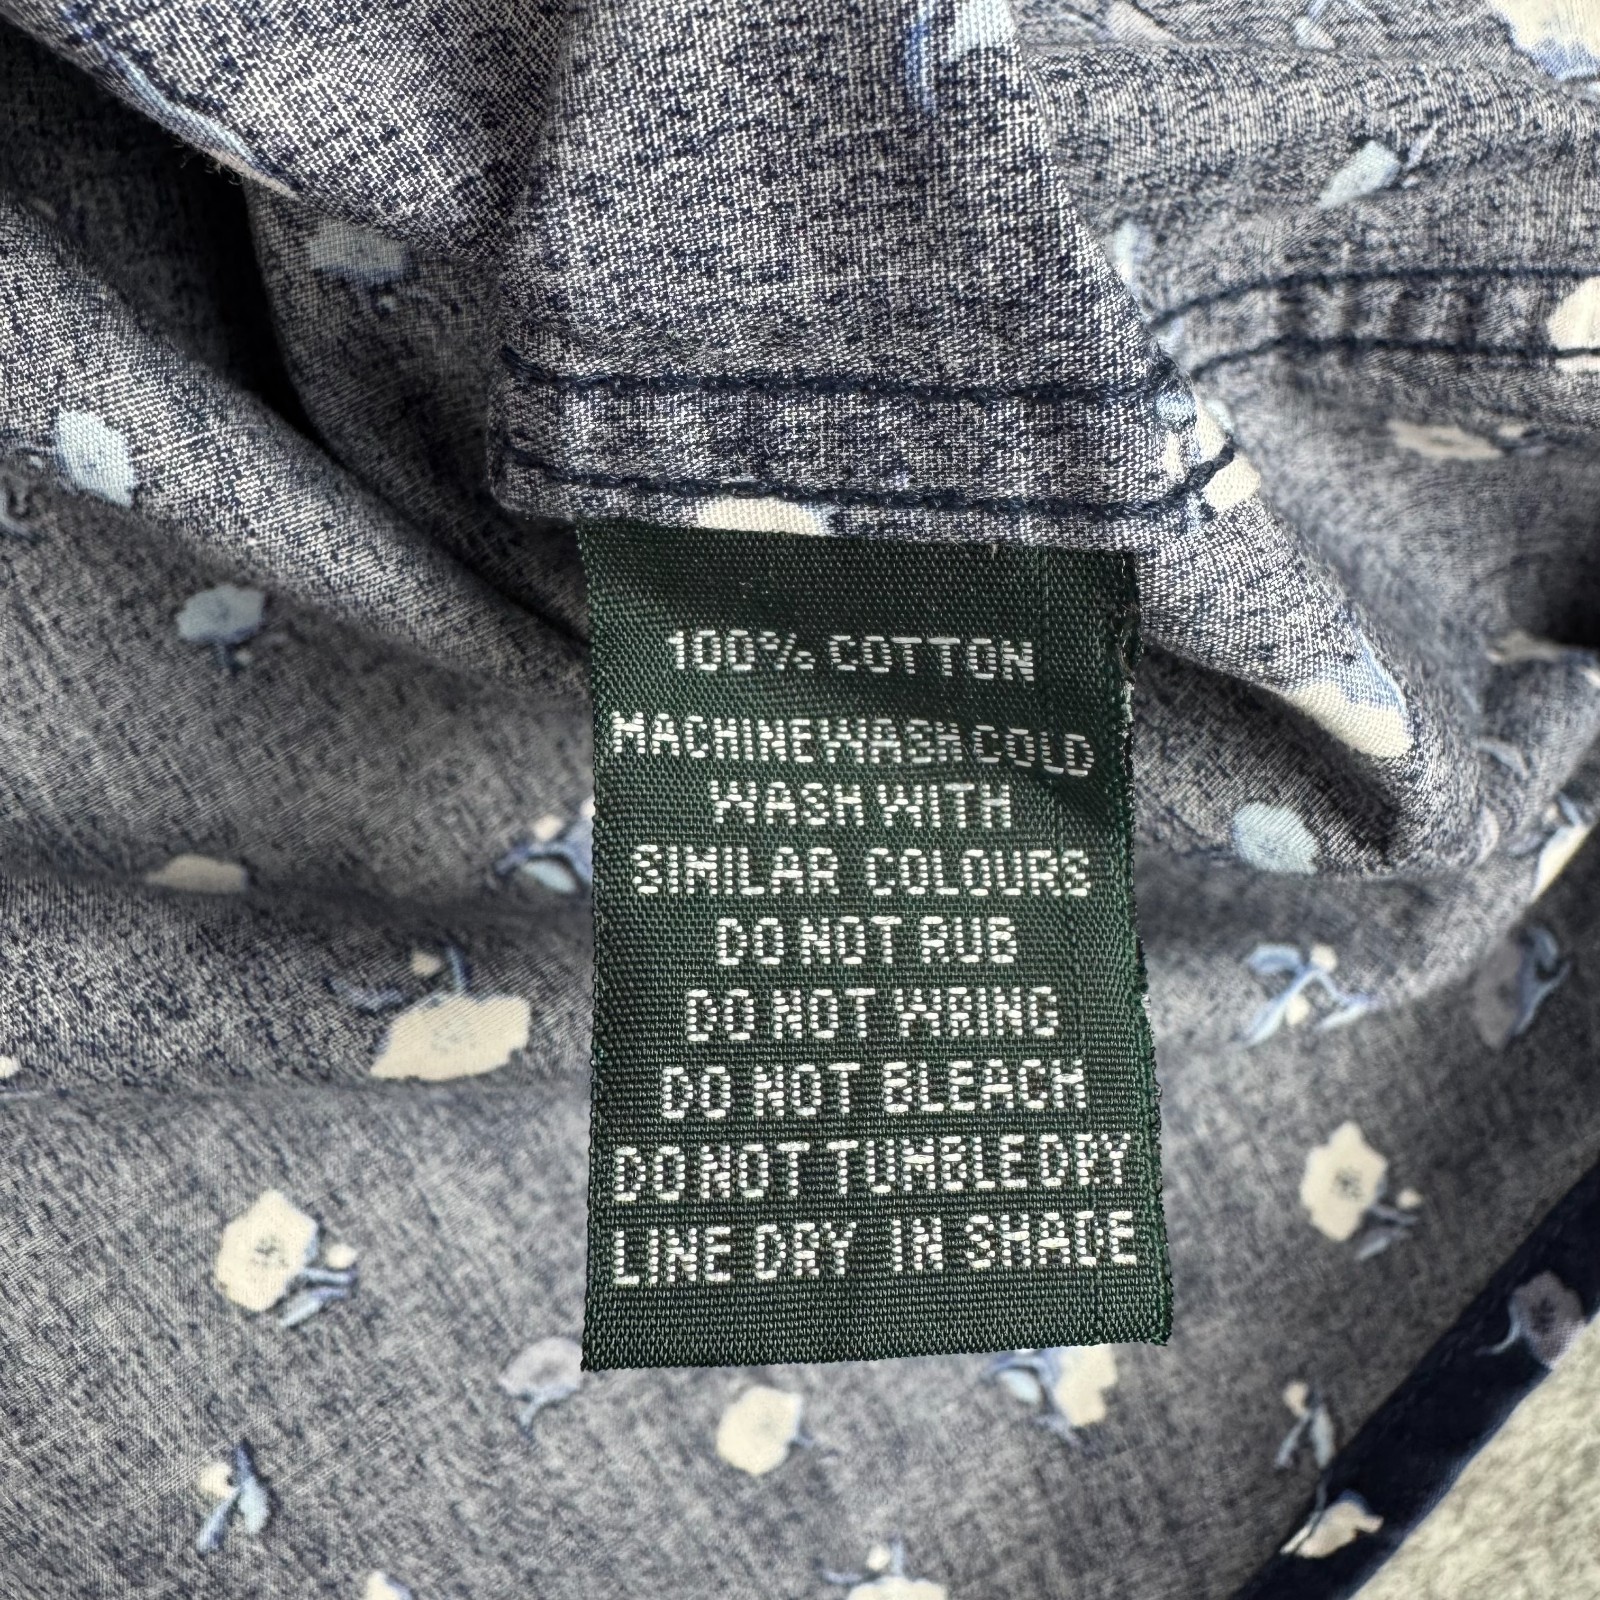 100% COTTON
MACHINE WASH COLD
WASH WITH
SIMILAR COLOURS
DO NOT RUB
DO NOT WRING
DO NOT BLEACH
DO NOT TUMBLE DRY
LINE DRY IN SHADE